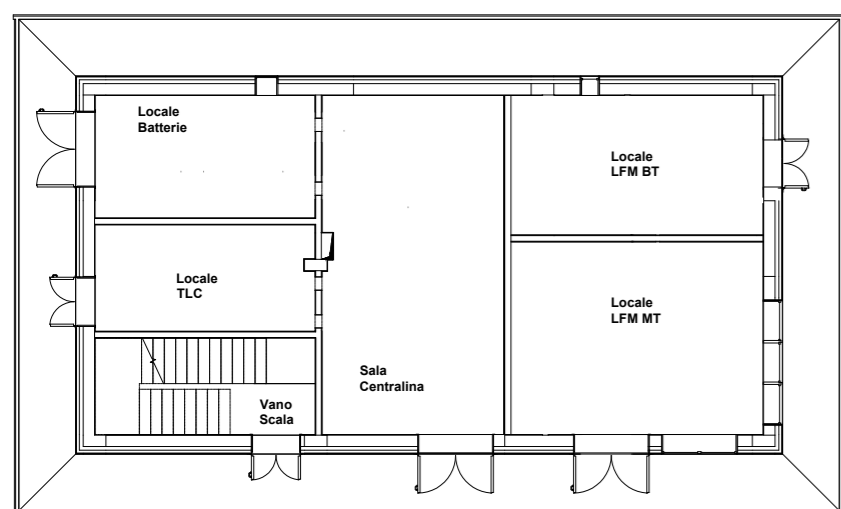 Locale
Batterie
Locale
LFM BT
Locale
TLC
Locale
LFM MT
Sala
Centralina
Vano
Scala